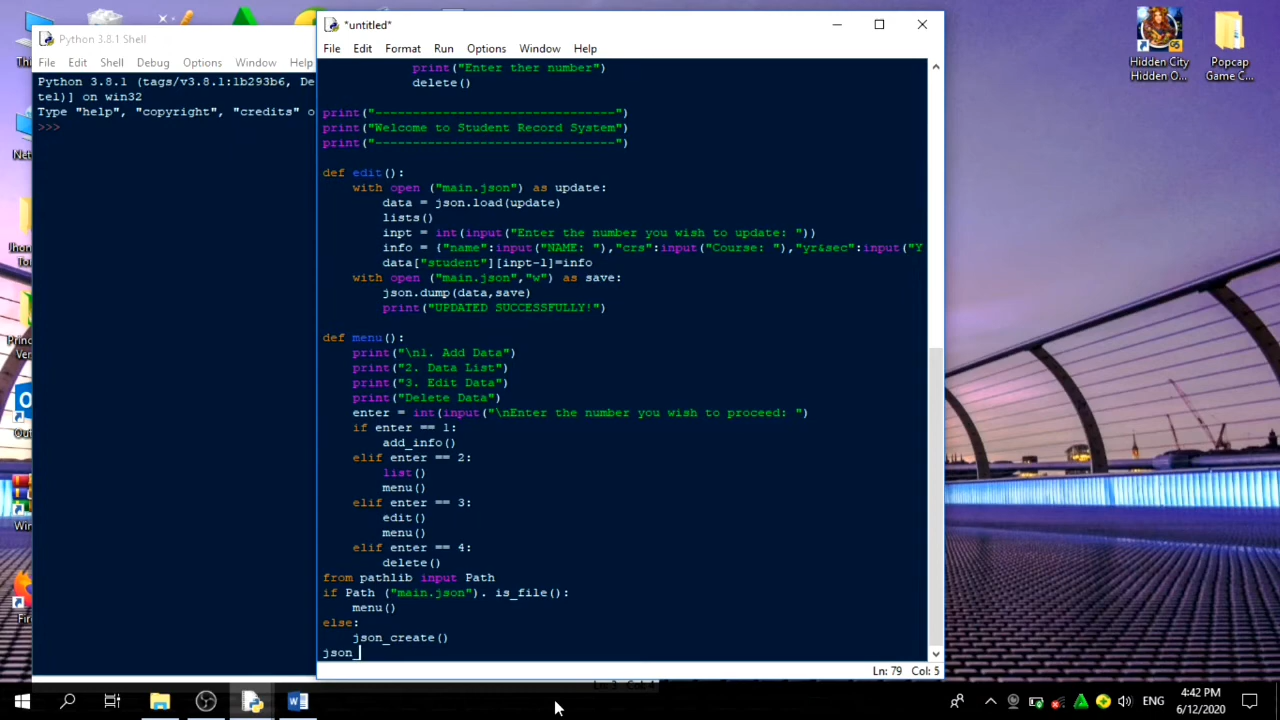 *untitled*
Python 3.8.1 Shell
File Edit Format Run Options Window Help
File Edit Shell Debug Options Window Help
Python 3.8.1 (tags/v3.8.1:1b293b6, De
tel)] on win32
Type "help", "copyright", "credits" o
>>>
print("Enter ther number")
delete()
print("--------------------------------")
print("Welcome to Student Record System")
print("--------------------------------")
def edit():
with open ("main.json") as update:
data = json.load(update)
lists()
inpt = int(input("Enter the number you wish to update: "))
info = {"name":input("NAME: "),"crs":input("Course: "),"yr&sec":input("Y
data["student"][inpt-1]=info
with open ("main.json","w") as save:
json.dump(data,save)
print("UPDATED SUCCESSFULLY!")
def menu():
print("\n1. Add Data")
print("2. Data List")
print("3. Edit Data")
print("Delete Data")
enter = int(input("\nEnter the number you wish to proceed: ")
if enter == 1:
add_info()
elif enter == 2:
list()
menu()
elif enter == 3:
edit()
menu()
elif enter == 4:
delete()
from pathlib input Path
if Path ("main.json"). is_file():
menu()
else:
json_create()
json_
Ln: 79 Col: 5
Ln: 3 Col: 4
Hidden City
Hidden O...
Popcap
Game C...
ENG
4:42 PM
6/12/2020